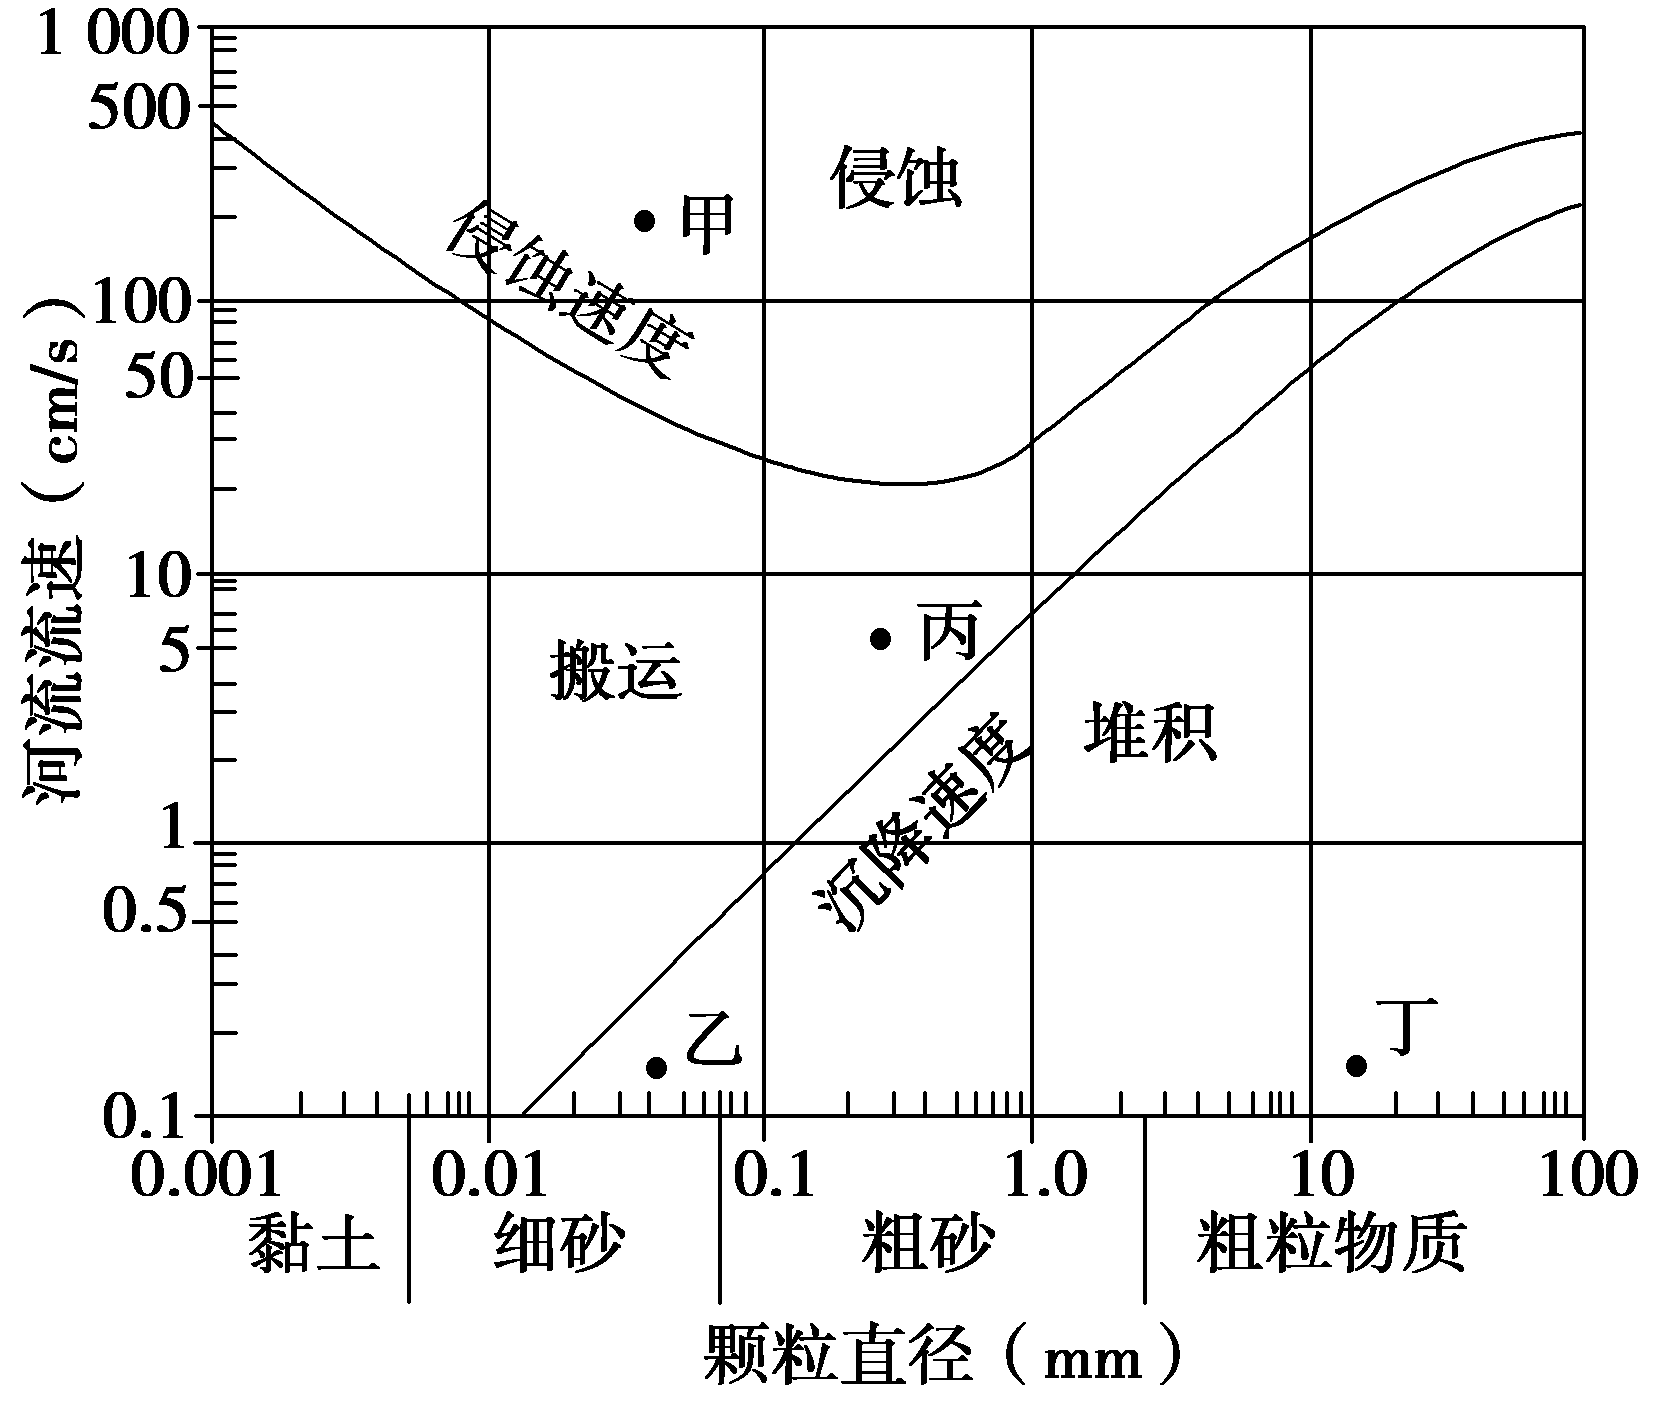 1 000
500
100
50
10
5
1
0.5
0.1
河流流速（cm/s）
侵蚀
甲
侵蚀速度
丙
搬运
堆积
沉降速度
乙
丁
0.001 0.01 0.1 1.0 10 100
黏土 细砂 粗砂 粗粒物质
颗粒直径（mm）